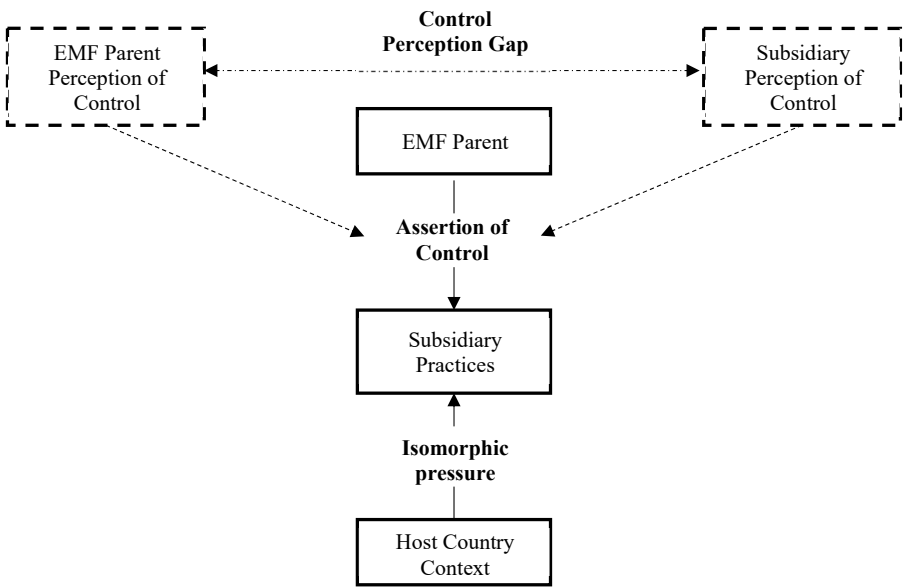 Control
Perception Gap
EMF Parent
Perception of
Control
Subsidiary
Perception of
Control
EMF Parent
Assertion of
Control
Subsidiary
Practices
Isomorphic
pressure
Host Country
Context